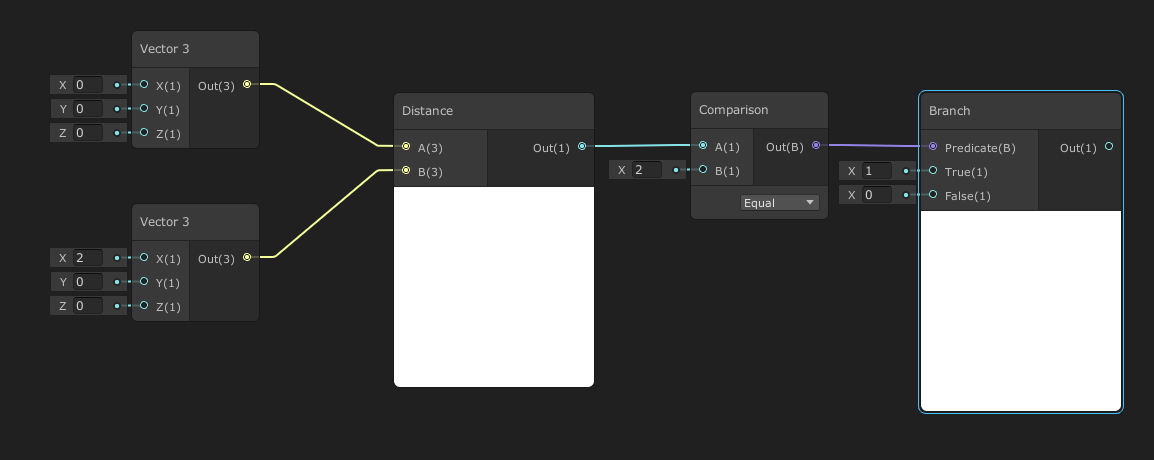 Vector 3
X 0 X(1) Out(3)
Y 0 Y(1)
Z 0 Z(1)
Vector 3
X 2 X(1) Out(3)
Y 0 Y(1)
Z 0 Z(1)
Distance
A(3) Out(1)
B(3)
Comparison
A(1) Out(B)
X 2 B(1)
Equal
Branch
Predicate(B) Out(1)
X 1 True(1)
X 0 False(1)